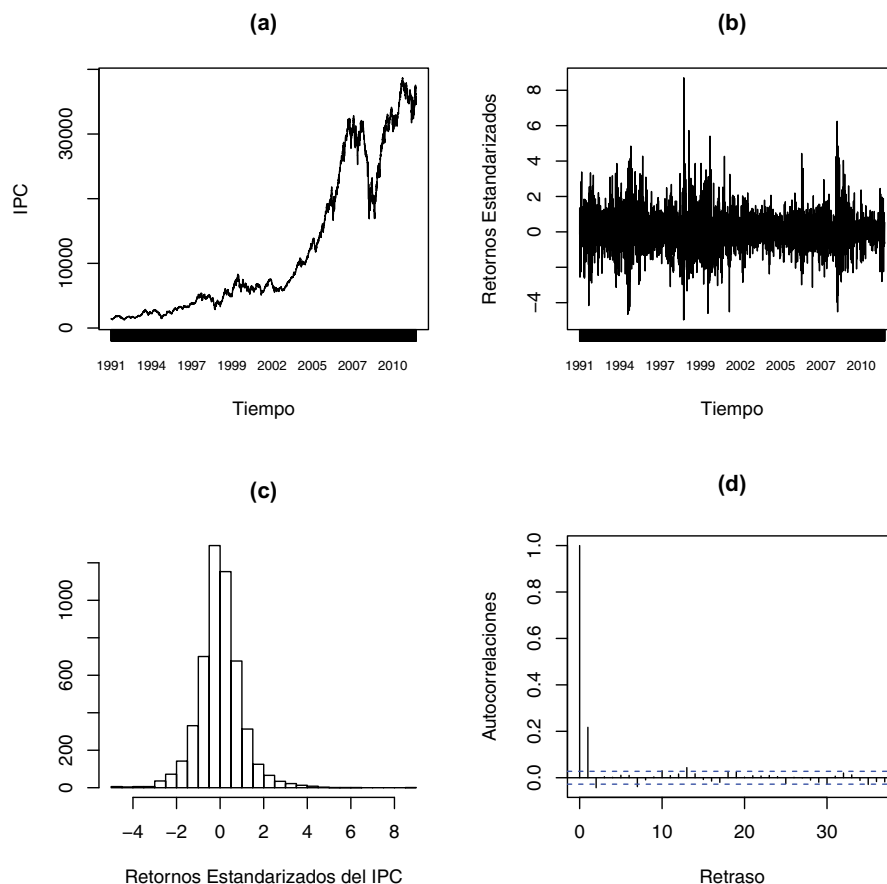 (a)
IPC
0 10000 30000
1991 1994 1997 1999 2002 2005 2007 2010
Tiempo
(b)
Retornos Estandarizados
−4 0 2 4 6 8
1991 1994 1997 1999 2002 2005 2007 2010
Tiempo
(c)
0 200 600 1000
−4 −2 0 2 4 6 8
Retornos Estandarizados del IPC
(d)
Autocorrelaciones
0.0 0.2 0.4 0.6 0.8 1.0
0 10 20 30
Retraso